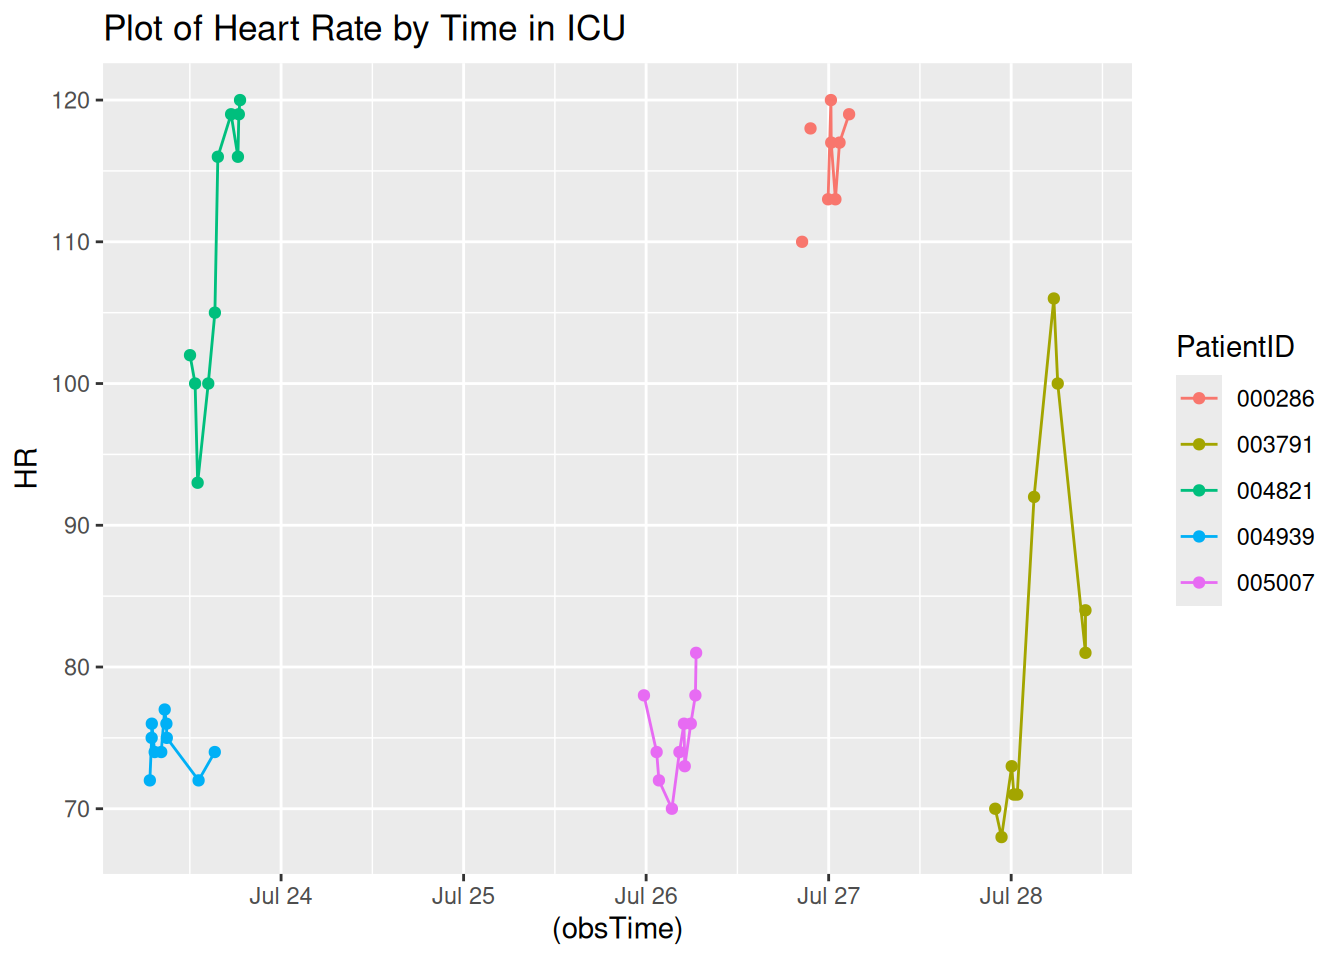 Plot of Heart Rate by Time in ICU
120
110
100
90
80
70
HR
Jul 24
Jul 25
Jul 26
Jul 27
Jul 28
(obsTime)
PatientID
000286
003791
004821
004939
005007